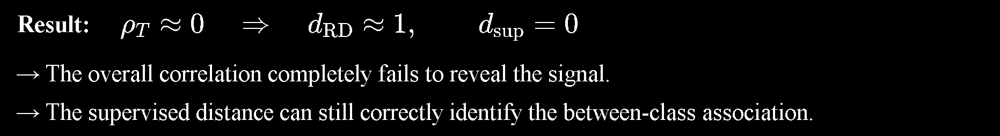 Result: ρ_T ≈ 0 ⇒ d_RD ≈ 1, d_sup = 0
→ The overall correlation completely fails to reveal the signal.
→ The supervised distance can still correctly identify the between-class association.